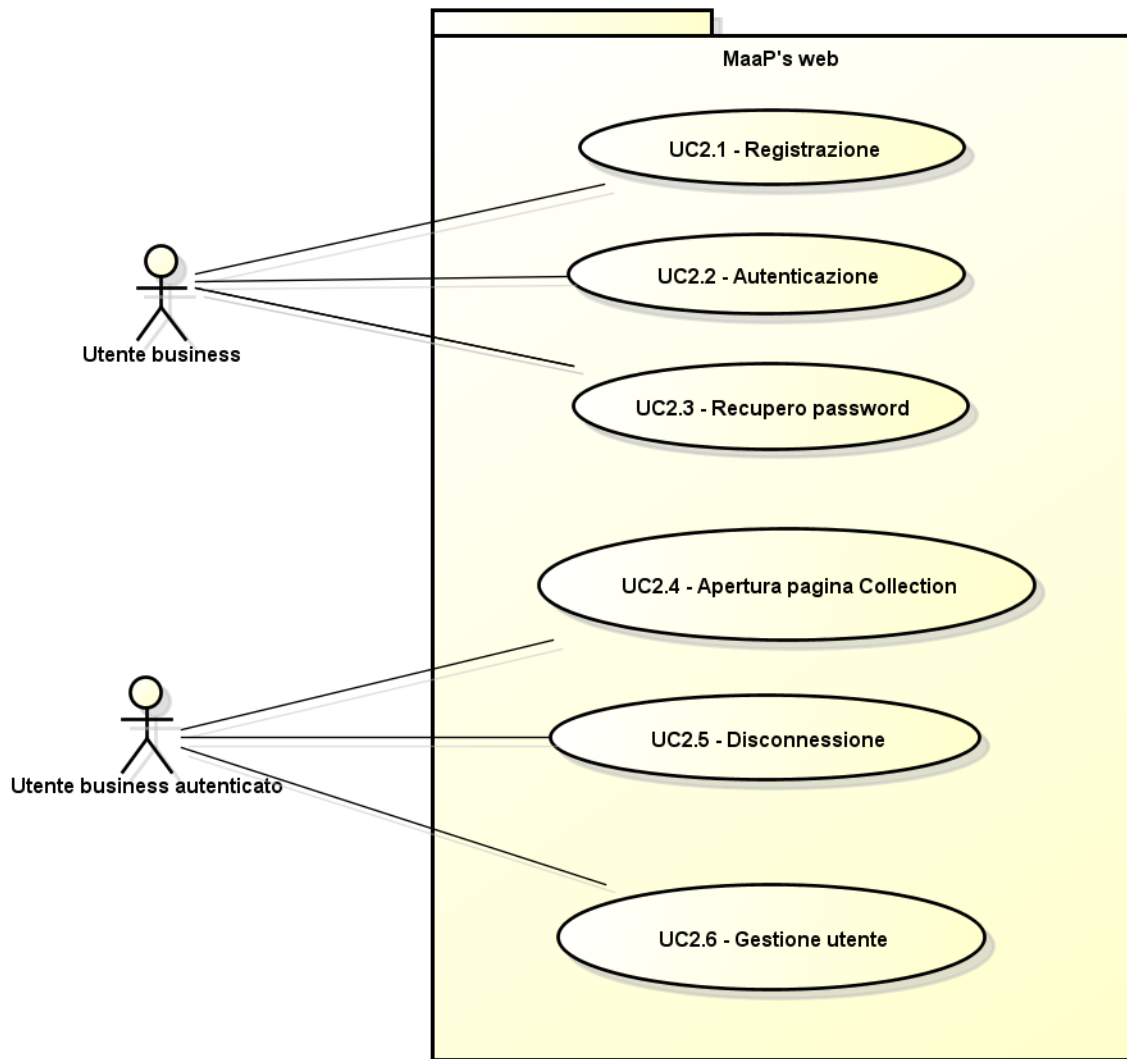 MaaP's web
UC2.1 - Registrazione
UC2.2 - Autenticazione
Utente business
UC2.3 - Recupero password
UC2.4 - Apertura pagina Collection
UC2.5 - Disconnessione
Utente business autenticato
UC2.6 - Gestione utente